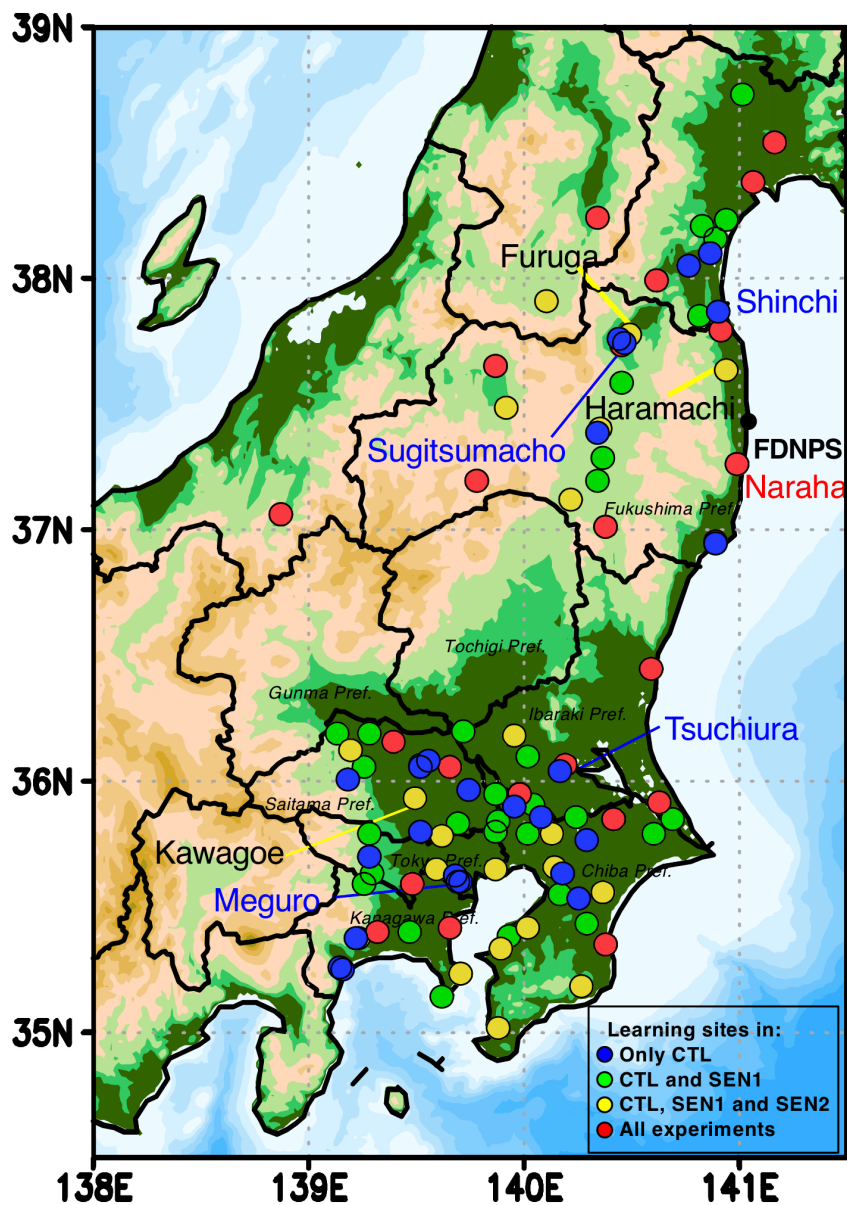 39N
Furuga
38N
Shinchi
Haramachi
Sugitsumacho
FDNPS
Naraha
Fukushima Pref.
37N
Tochigi Pref.
Gunma Pref.
Ibaraki Pref.
Tsuchiura
36N
Saitama Pref.
Kawagoe
Tokyo Pref.
Chiba Pref.
Meguro
Kanagawa Pref.
35N
Learning sites in:
Only CTL
CTL and SEN1
CTL, SEN1 and SEN2
All experiments
138E
139E
140E
141E